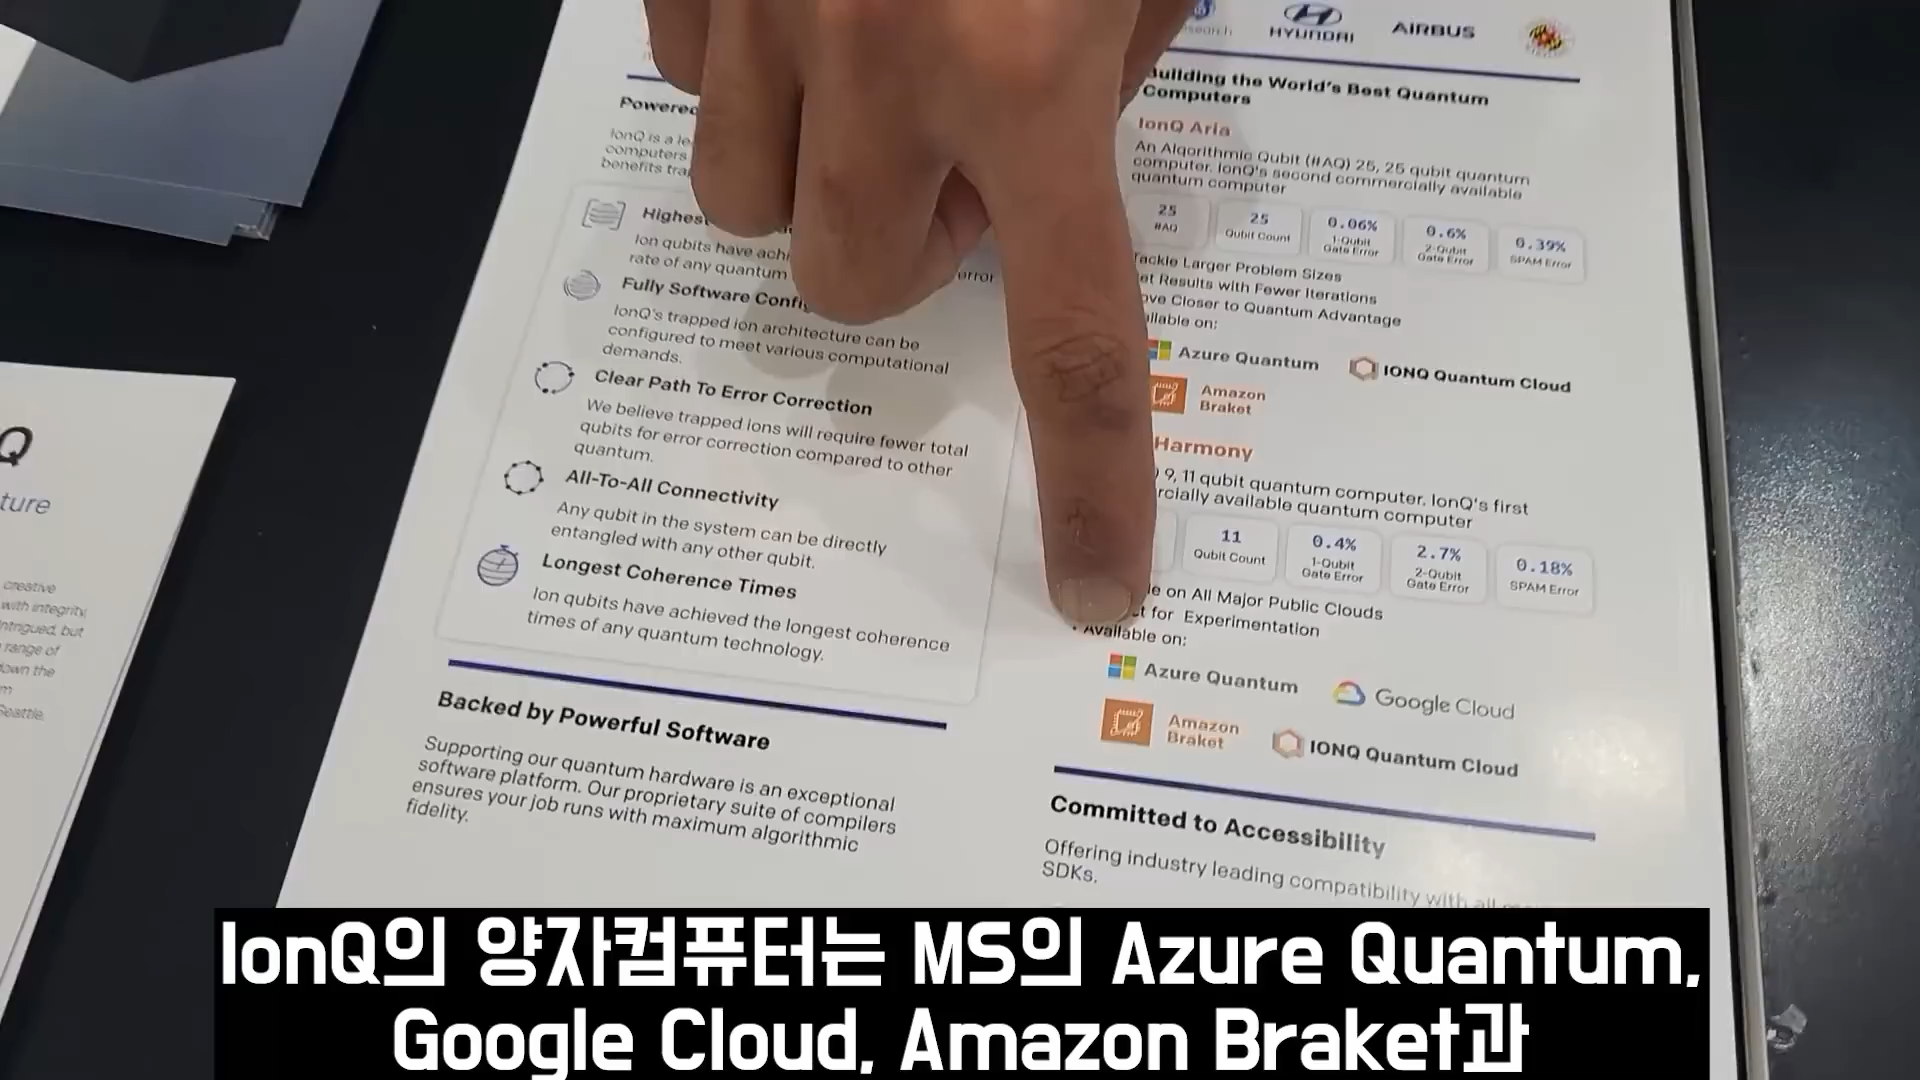 HYUNDAI
AIRBUS
Powered
IonQ is a
computers
benefits
Highest
Ion qubits have
error
rate of any quantum
Fully Software
IonQ's trapped ion architecture can be
configured to meet various computational
demands.
Clear Path To Error Correction
We believe trapped ions will require fewer total
qubits for error correction compared to other
quantum.
All-To-All Connectivity
Any qubit in the system can be directly
entangled with any other qubit.
Longest Coherence Times
Ion qubits have achieved the longest coherence
times of any quantum technology.
Backed by Powerful Software
Supporting our quantum hardware is an exceptional
software platform. Our proprietary suite of compilers
ensures your job runs with maximum algorithmic
fidelity.
Building the World's Best Quantum
Computers
IonQ Aria
An Algorithmic Qubit (#AQ) 25, 25 qubit quantum
computer. IonQ's second commercially available
quantum computer
25
#AQ
25
Qubit Count
0.06%
1-Qubit
Gate Error
0.6%
2-Qubit
Gate Error
0.39%
SPAM Error
Larger Problem Sizes
Results with Fewer Iterations
Closer to Quantum Advantage
on:
Azure Quantum
IONQ Quantum Cloud
Amazon
Braket
Harmony
9, 11 qubit quantum computer. IonQ's first
available quantum computer
11
Qubit Count
0.4%
1-Qubit
Gate Error
2.7%
2-Qubit
Gate Error
0.18%
SPAM Error
on All Major Public Clouds
for Experimentation
• Available on:
Azure Quantum
Google Cloud
Amazon
Braket
IONQ Quantum Cloud
Committed to Accessibility
Offering industry leading compatibility with all
SDKs.
Q
ture
creative
with integrity,
intrigued, but
range of
down the
Seattle,
IonQ의 양자컴퓨터는 MS의 Azure Quantum,
Google Cloud, Amazon Braket과